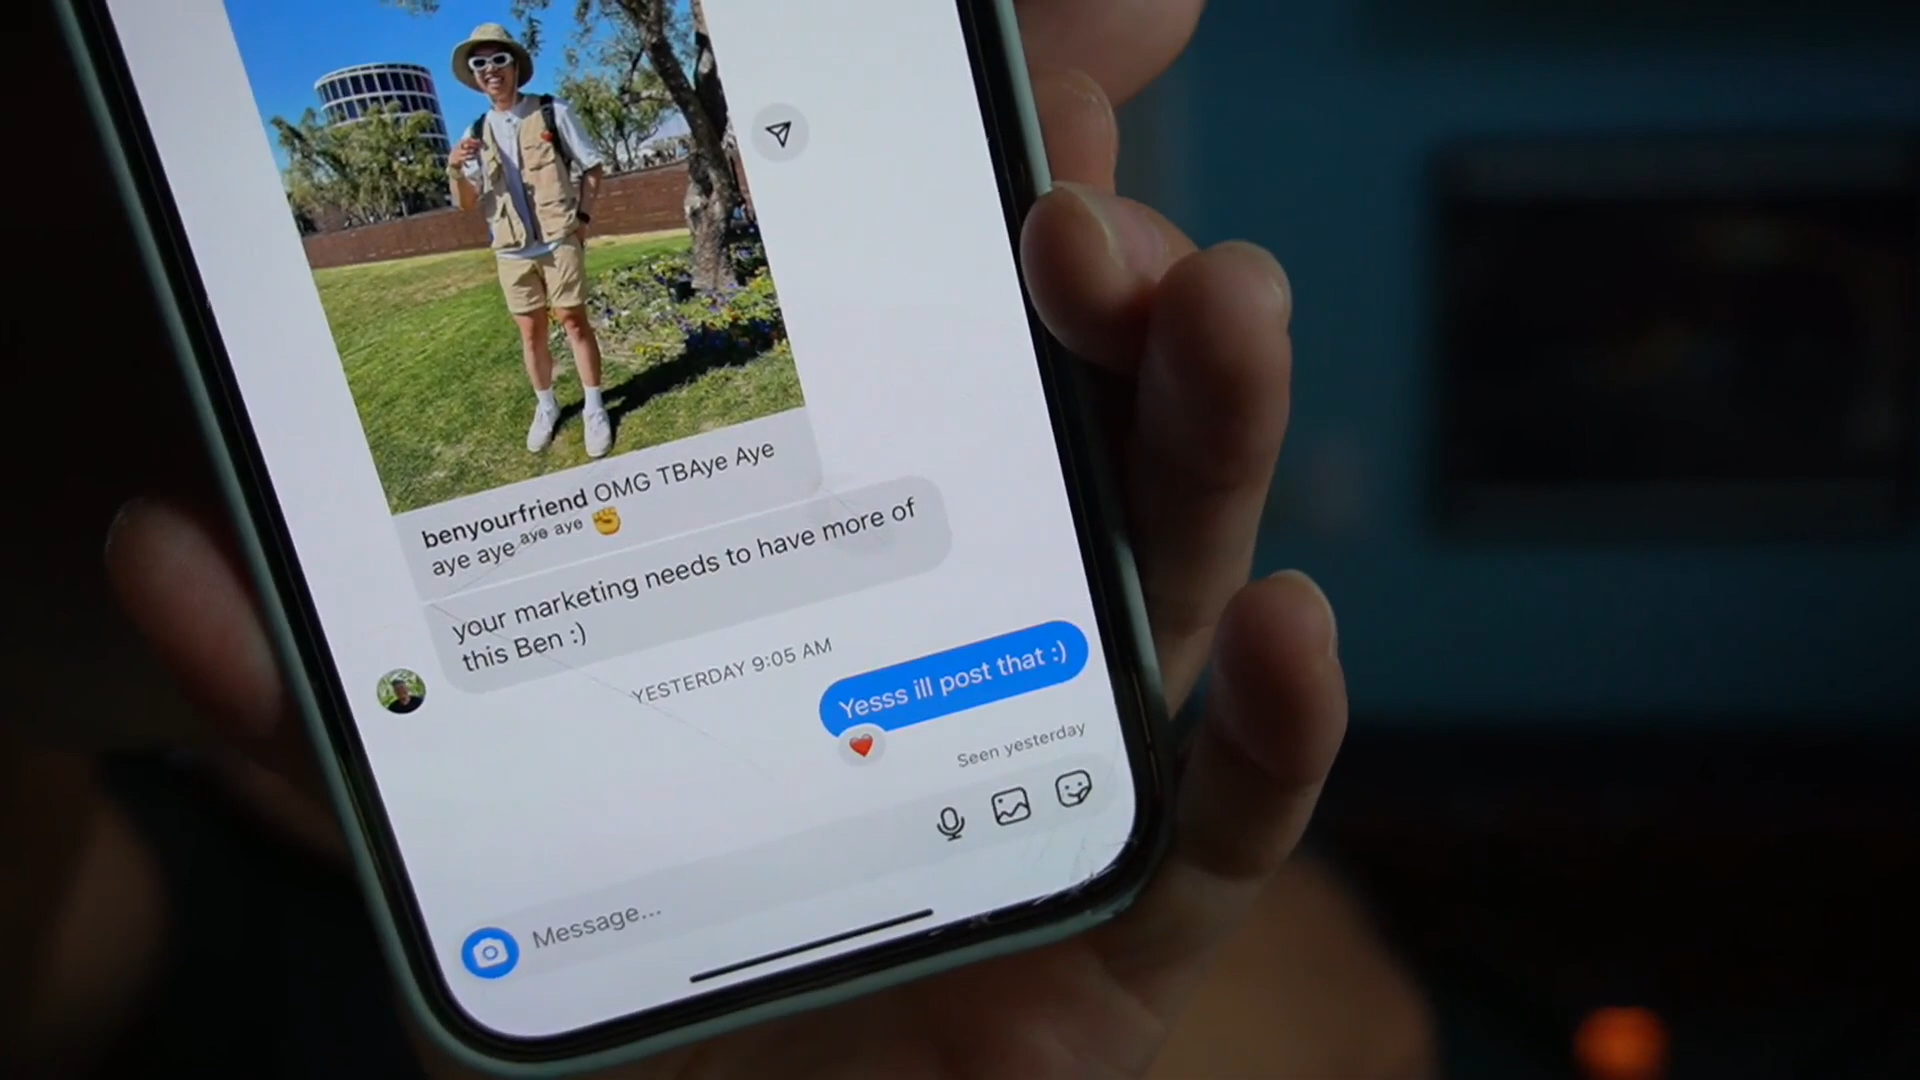 benyourfriend OMG TBAye Aye
aye aye aye aye ✊
your marketing needs to have more of
this Ben :)
YESTERDAY 9:05 AM
Yesss ill post that :)
Seen yesterday
Message...